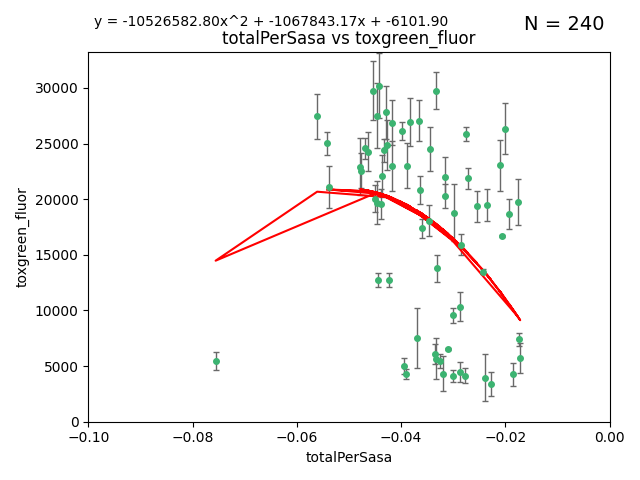 y = -10526582.80x^2 + -1067843.17x + -6101.90
N = 240
totalPerSasa vs toxgreen_fluor
30000
25000
20000
15000
10000
5000
0
toxgreen_fluor
−0.10 −0.08 −0.06 −0.04 −0.02 0.00
totalPerSasa